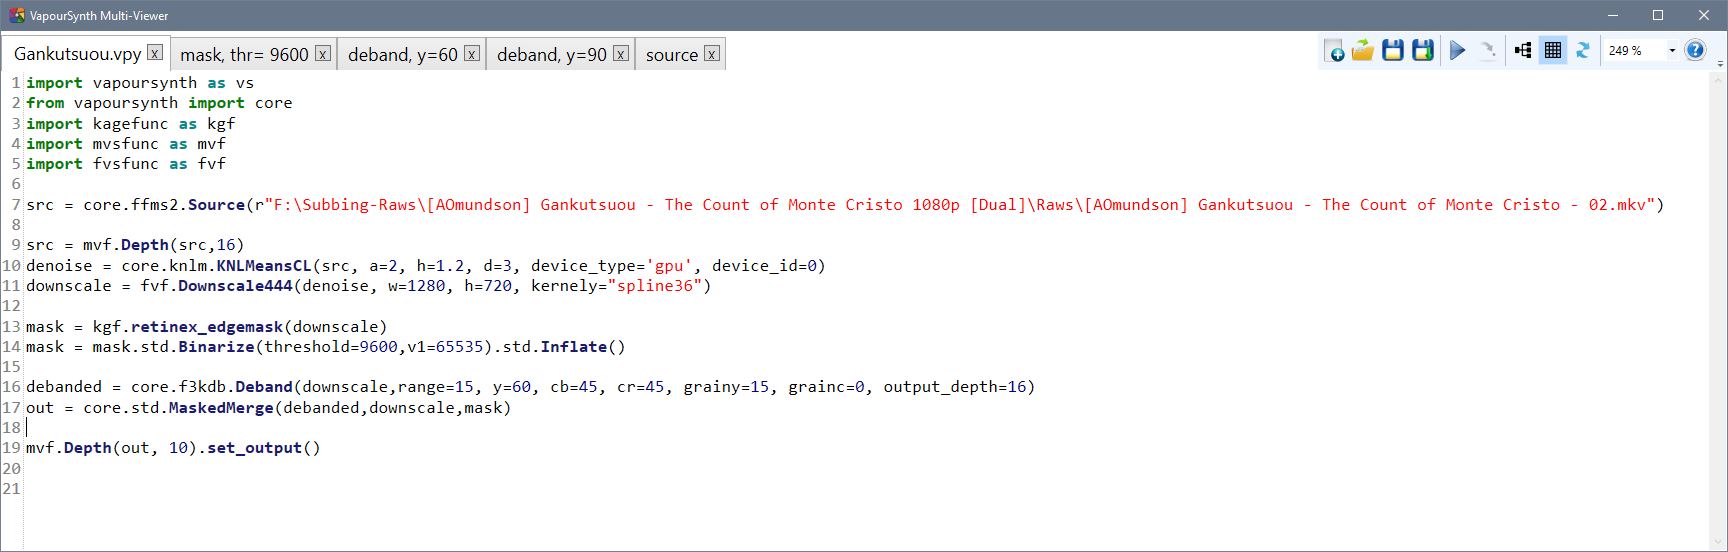 VapourSynth Multi-Viewer
Gankutsuou.vpy x mask, thr= 9600 x deband, y=60 x deband, y=90 x source x 249 %
1 import vapoursynth as vs
2 from vapoursynth import core
3 import kagefunc as kgf
4 import mvsfunc as mvf
5 import fvsfunc as fvf
6
7 src = core.ffms2.Source(r"F:\Subbing-Raws\[AOmundson] Gankutsuou - The Count of Monte Cristo 1080p [Dual]\Raws\[AOmundson] Gankutsuou - The Count of Monte Cristo - 02.mkv")
8
9 src = mvf.Depth(src,16)
10 denoise = core.knlm.KNLMeansCL(src, a=2, h=1.2, d=3, device_type='gpu', device_id=0)
11 downscale = fvf.Downscale444(denoise, w=1280, h=720, kernely="spline36")
12
13 mask = kgf.retinex_edgemask(downscale)
14 mask = mask.std.Binarize(threshold=9600,v1=65535).std.Inflate()
15
16 debanded = core.f3kdb.Deband(downscale,range=15, y=60, cb=45, cr=45, grainy=15, grainc=0, output_depth=16)
17 out = core.std.MaskedMerge(debanded,downscale,mask)
18
19 mvf.Depth(out, 10).set_output()
20
21